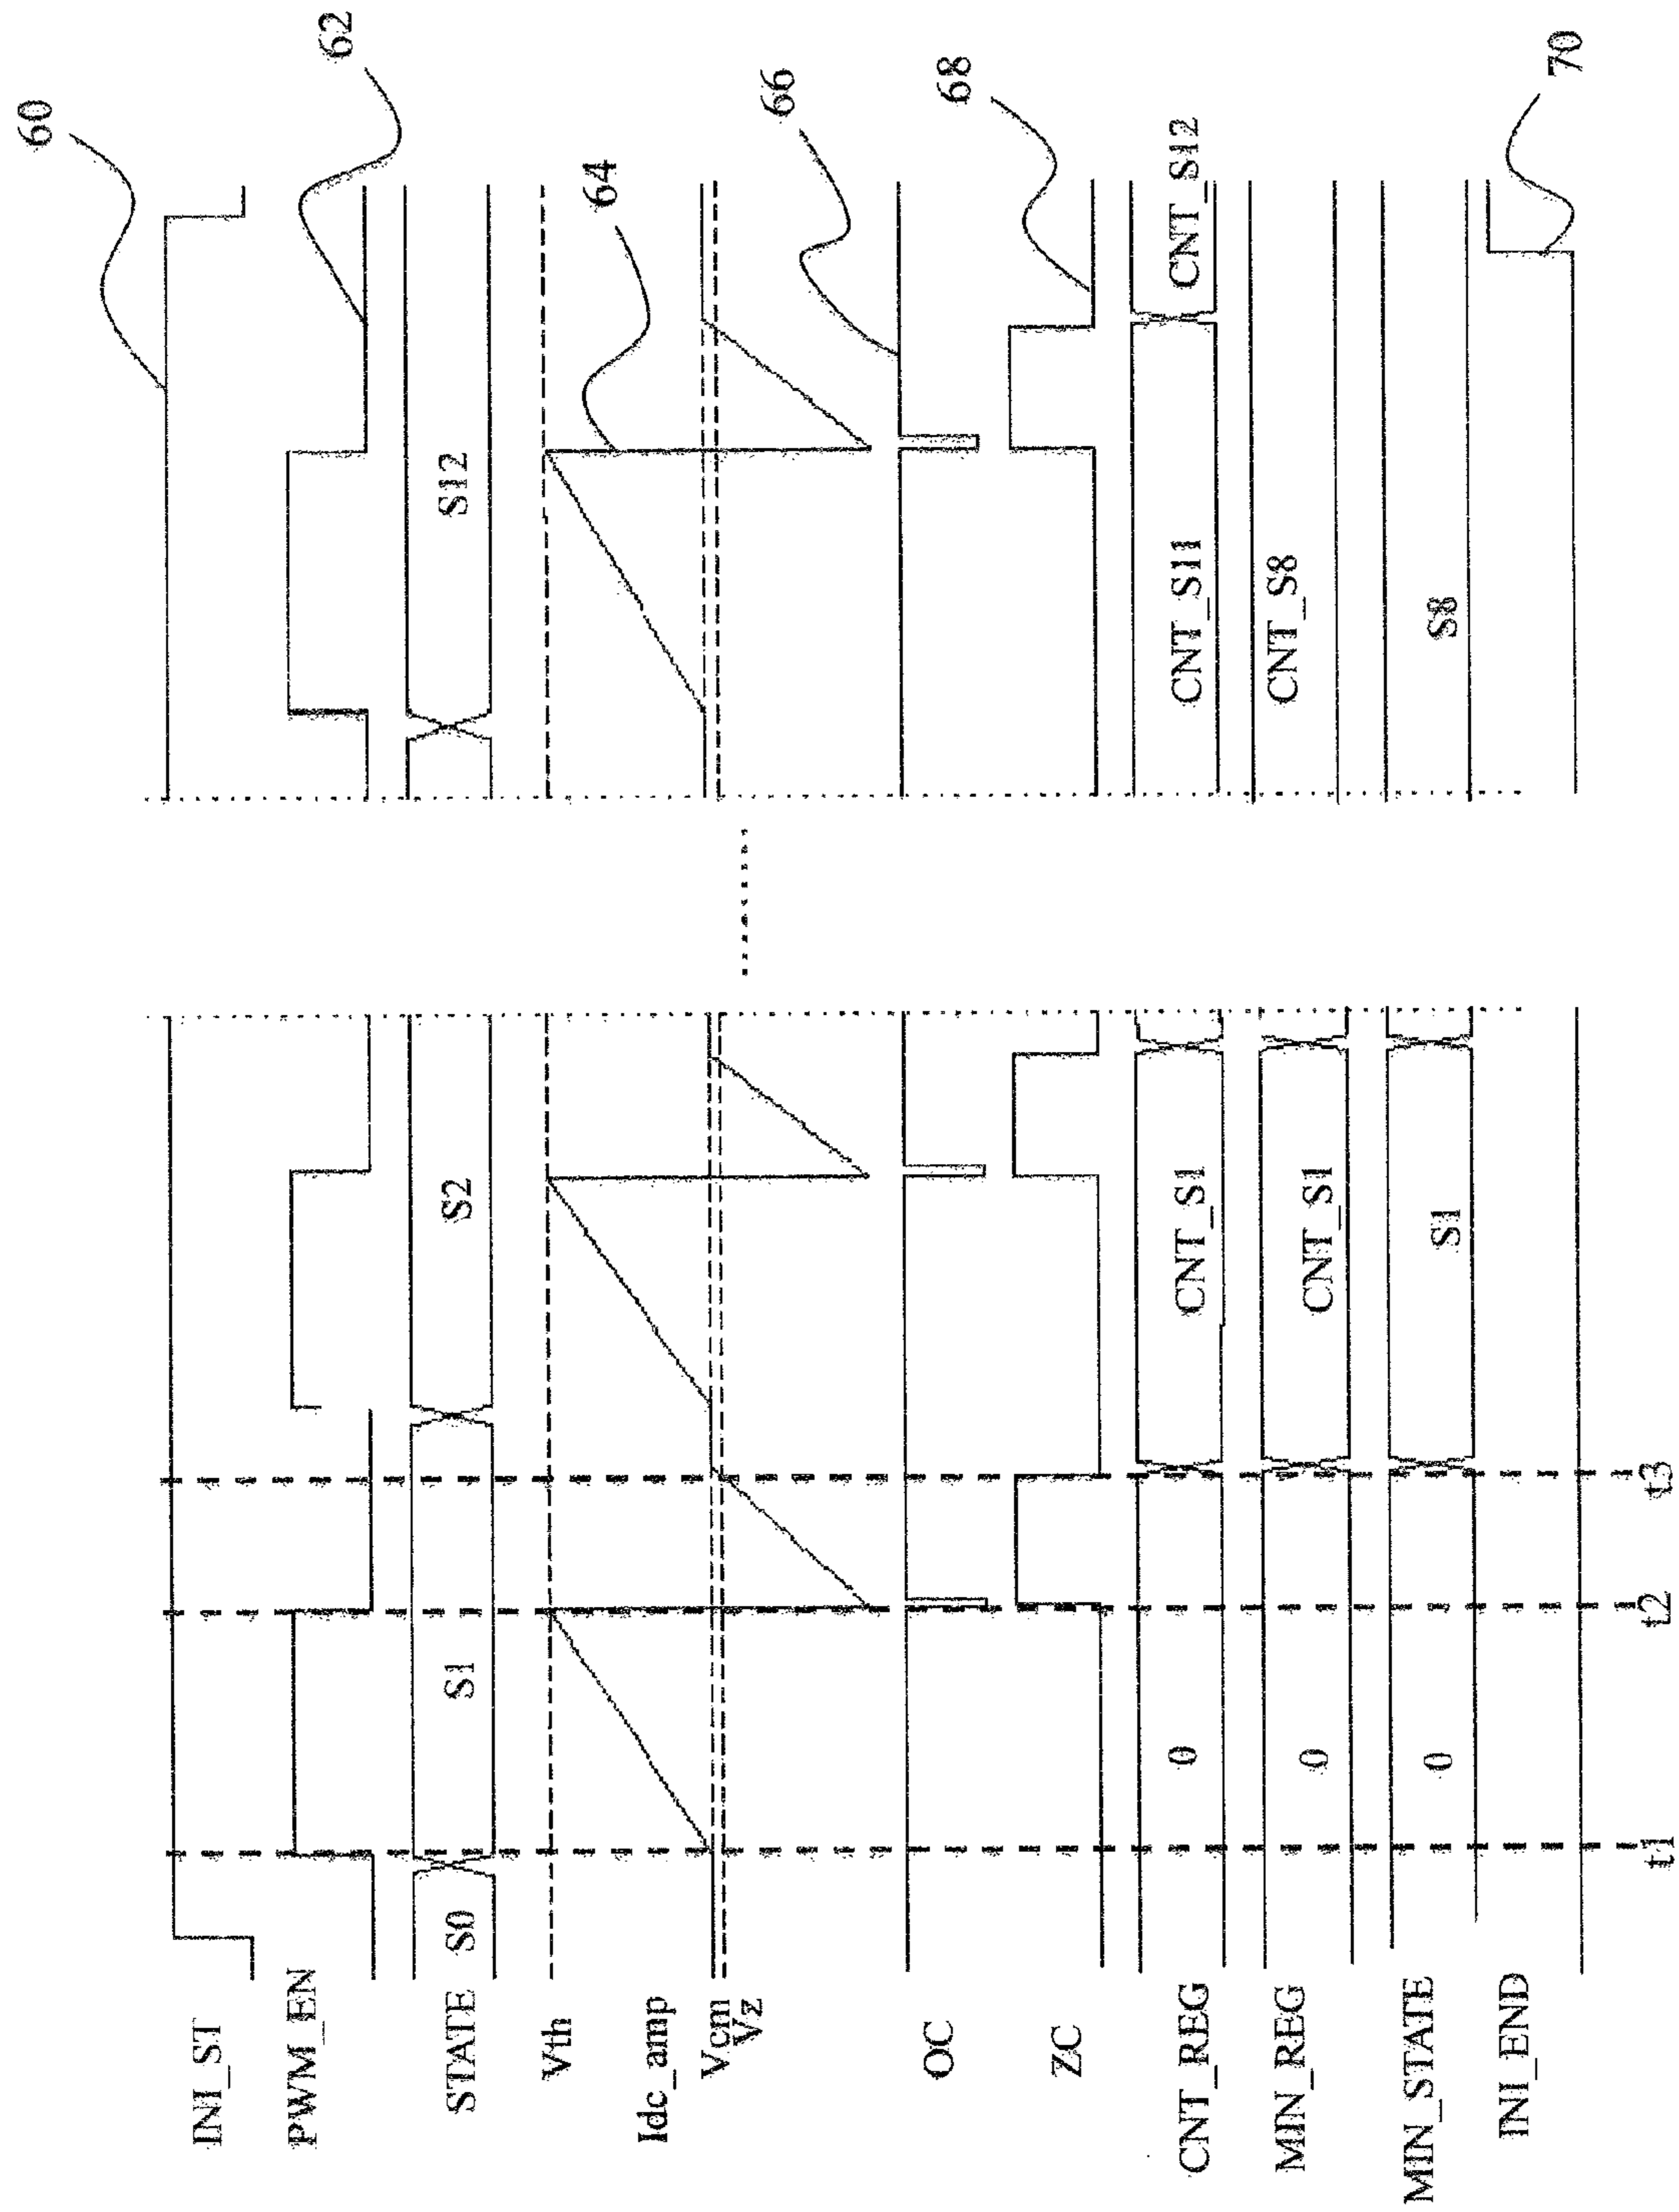 60
62
64
66
68
70
INI_ST
PWM_EN
STATE S0 S1 S2 S12
Vth
Idc_amp
Vcm
Vz
OC
ZC
CNT_REG 0 CNT_S1 CNT_S11 CNT_S12
MIN_REG 0 CNT_S1 CNT_S8
MIN_STATE 0 S1 S8
INI_END
t1 t2 t3